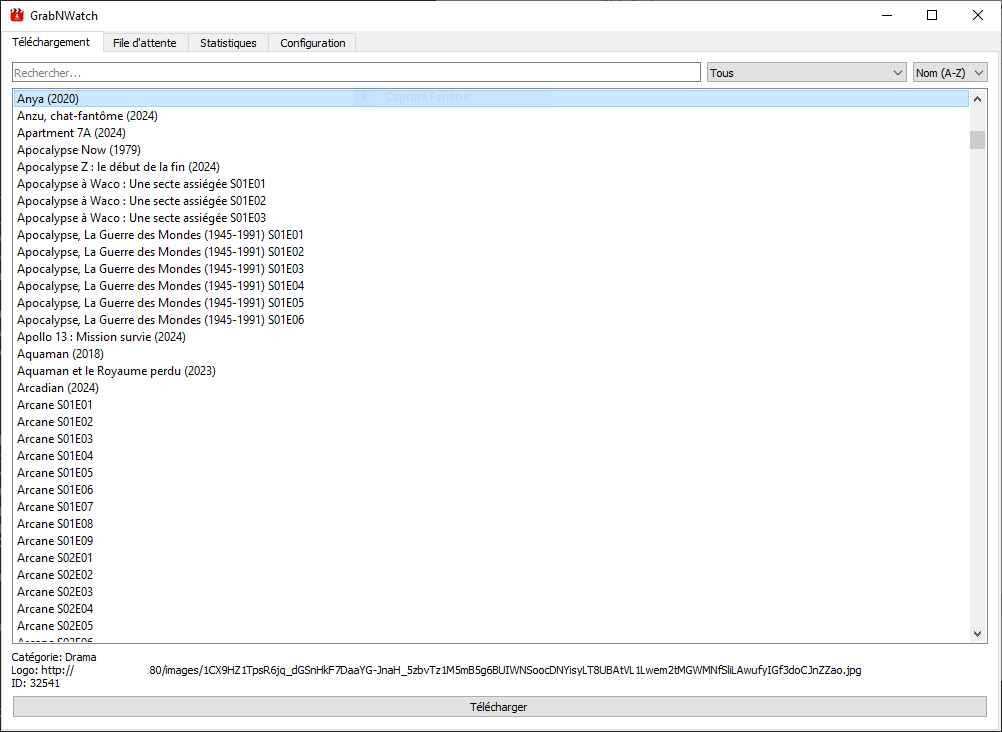 GrabNWatch
Téléchargement File d'attente Statistiques Configuration
Rechercher... Tous Nom (A-Z)
Capture Fenêtre
Anya (2020)
Anzu, chat-fantôme (2024)
Apartment 7A (2024)
Apocalypse Now (1979)
Apocalypse Z : le début de la fin (2024)
Apocalypse à Waco : Une secte assiégée S01E01
Apocalypse à Waco : Une secte assiégée S01E02
Apocalypse à Waco : Une secte assiégée S01E03
Apocalypse, La Guerre des Mondes (1945-1991) S01E01
Apocalypse, La Guerre des Mondes (1945-1991) S01E02
Apocalypse, La Guerre des Mondes (1945-1991) S01E03
Apocalypse, La Guerre des Mondes (1945-1991) S01E04
Apocalypse, La Guerre des Mondes (1945-1991) S01E05
Apocalypse, La Guerre des Mondes (1945-1991) S01E06
Apollo 13 : Mission survie (2024)
Aquaman (2018)
Aquaman et le Royaume perdu (2023)
Arcadian (2024)
Arcane S01E01
Arcane S01E02
Arcane S01E03
Arcane S01E04
Arcane S01E05
Arcane S01E06
Arcane S01E07
Arcane S01E08
Arcane S01E09
Arcane S02E01
Arcane S02E02
Arcane S02E03
Arcane S02E04
Arcane S02E05
Arcane S02E06
Catégorie: Drama
Logo: http:// 80/images/1CX9HZ1TpsR6jq_dGSnHkF7DaaYG-JnaH_5zbvTz1M5mB5g6BUIWNSoocDNYisyLT8UBAtVL1Lwem2tMGWMNfSliLAwufyIGf3doCJnZZao.jpg
ID: 32541
Télécharger